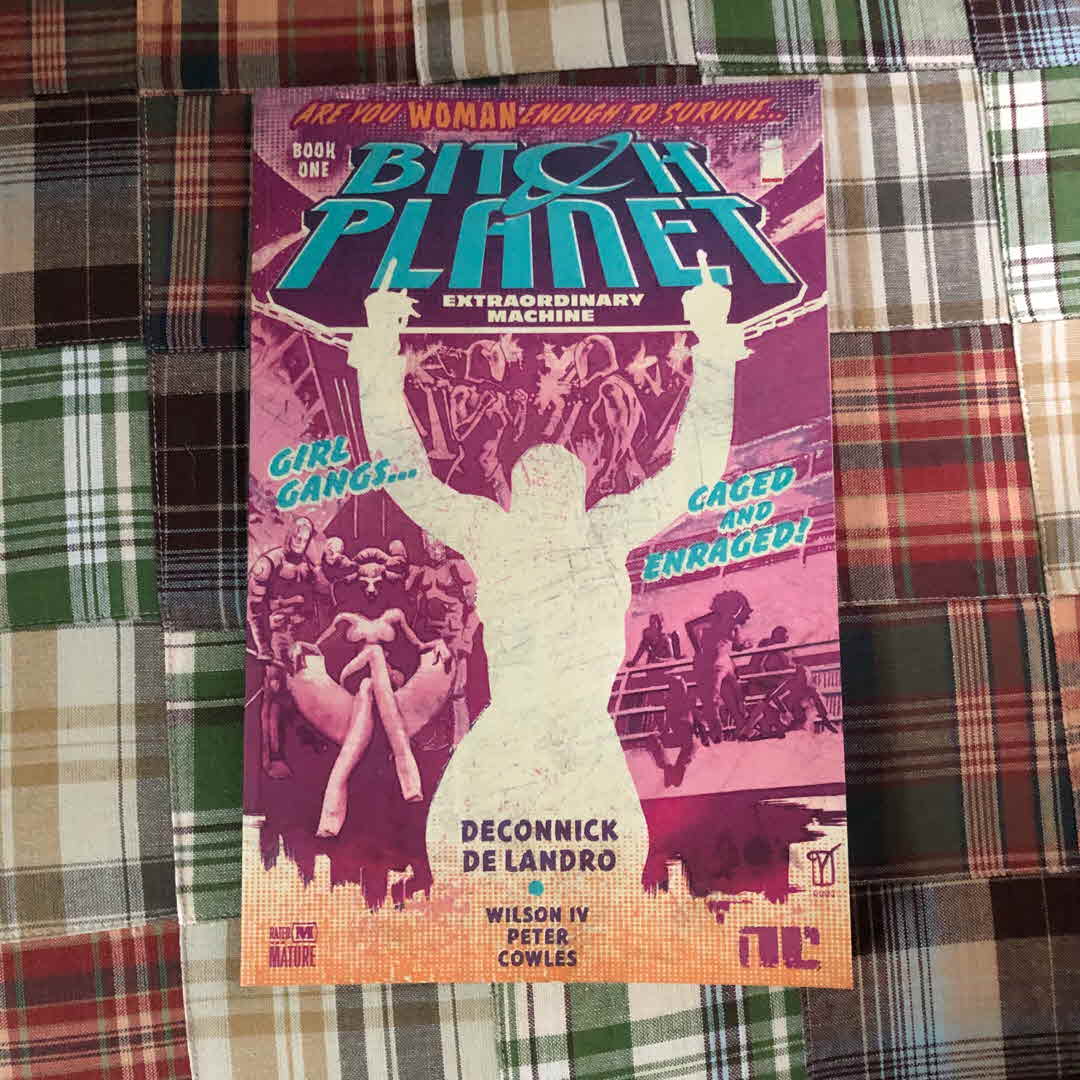 ARE YOU WOMAN ENOUGH TO SURVIVE...
BOOK
ONE
BITCH
PLANET
EXTRAORDINARY
MACHINE
GIRL
GANGS...
CAGED
AND
ENRAGED!
DECONNICK
DE LANDRO
WILSON IV
PETER
COWLES
RATED M
MATURE
NC